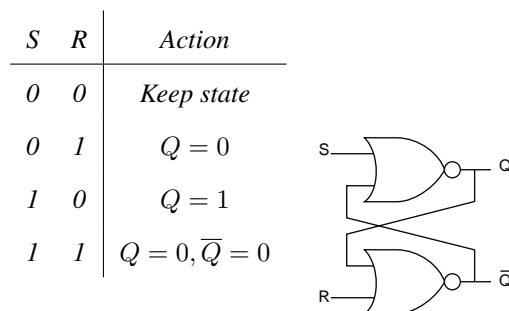 S R Action
0 0 Keep state
0 1 Q = 0
1 0 Q = 1
1 1 Q = 0, Q̅ = 0
S
Q
R
Q̅